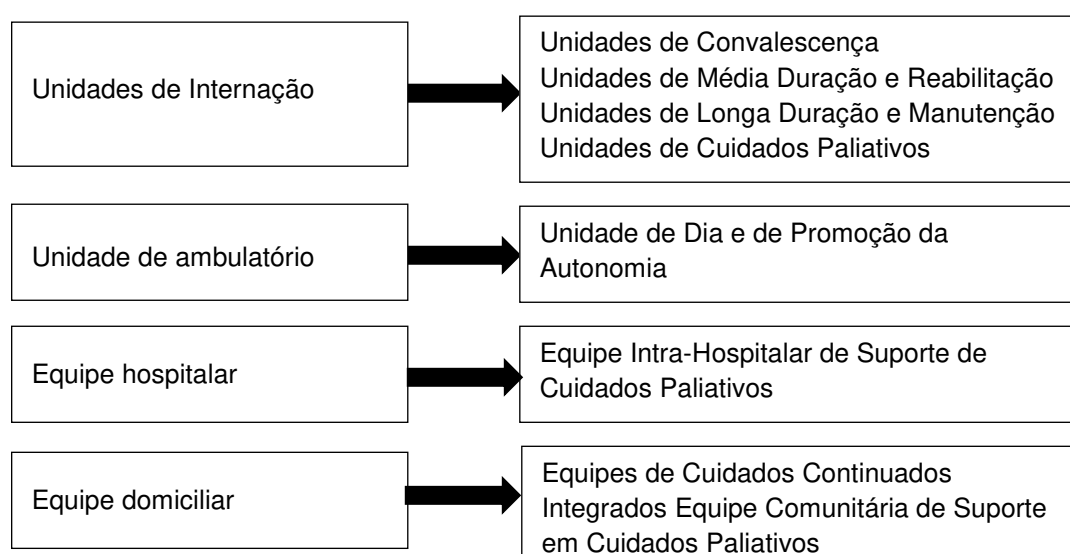 Unidades de Internação
Unidades de Convalescença
Unidades de Média Duração e Reabilitação
Unidades de Longa Duração e Manutenção
Unidades de Cuidados Paliativos
Unidade de ambulatório
Unidade de Dia e de Promoção da
Autonomia
Equipe hospitalar
Equipe Intra-Hospitalar de Suporte de
Cuidados Paliativos
Equipe domiciliar
Equipes de Cuidados Continuados
Integrados Equipe Comunitária de Suporte
em Cuidados Paliativos